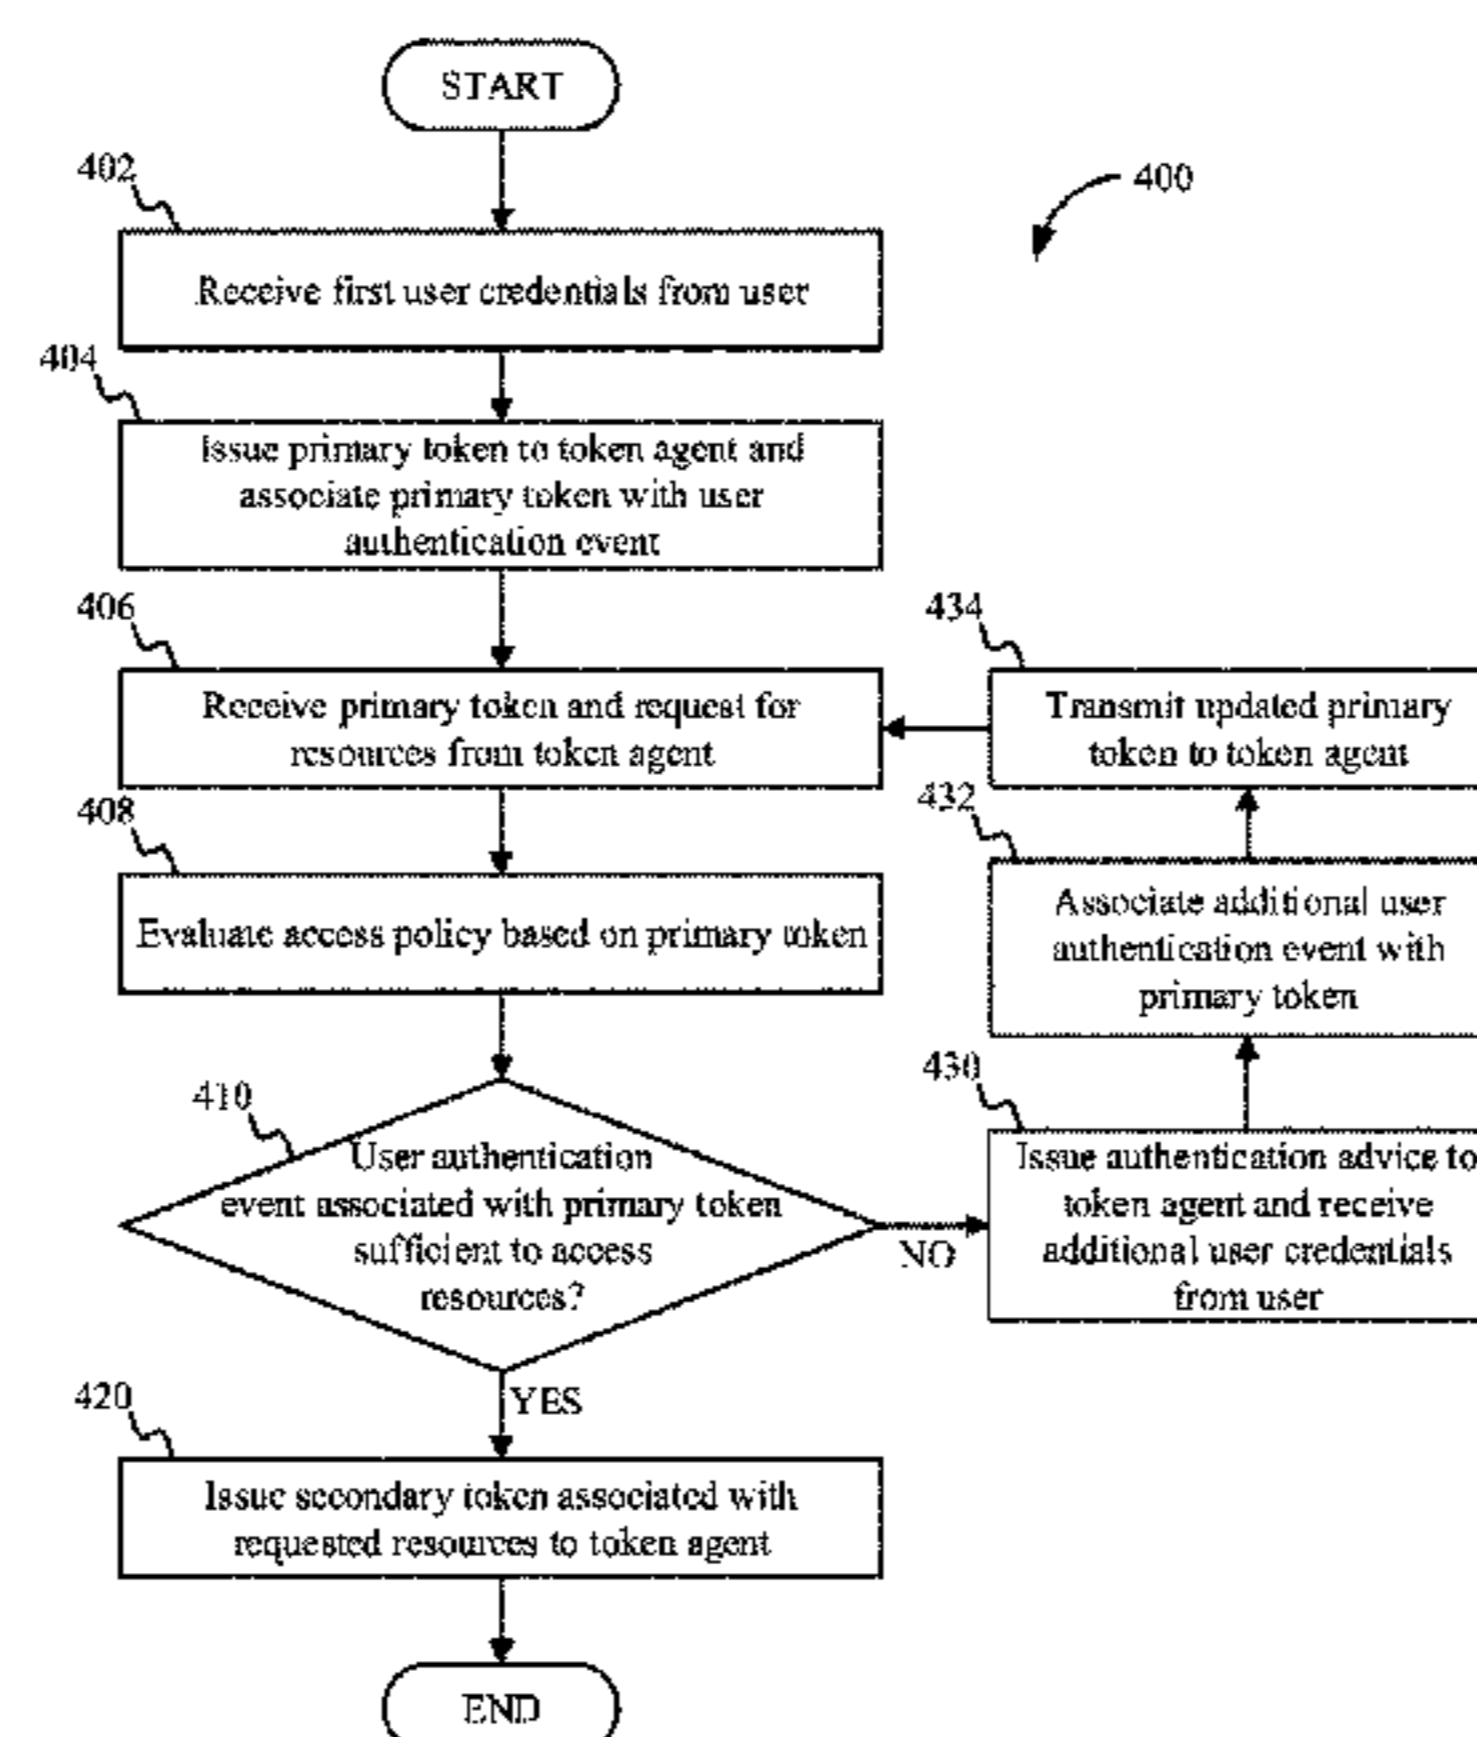 START
400
402
Receive first user credentials from user
404
Issue primary token to token agent and
associate primary token with user
authentication event
406
Receive primary token and request for
resources from token agent
434
Transmit updated primary
token to token agent
408
Evaluate access policy based on primary token
432
Associate additional user
authentication event with
primary token
410
User authentication
event associated with primary token
sufficient to access
resources?
NO
430
Issue authentication advice to
token agent and receive
additional user credentials
from user
YES
420
Issue secondary token associated with
requested resources to token agent
END